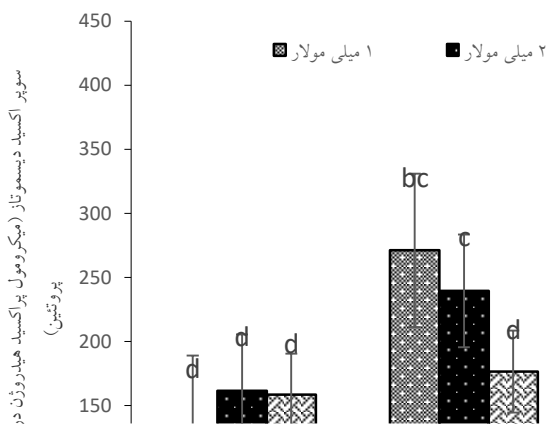 450
400
350
300
250
200
150
۱ میلی مولار
۲ میلی مولار
سوپر اکسید دیسموتاز (میکرومول پراکسید هیدروژن در
پروتئین)
d
d
d
bc
c
d